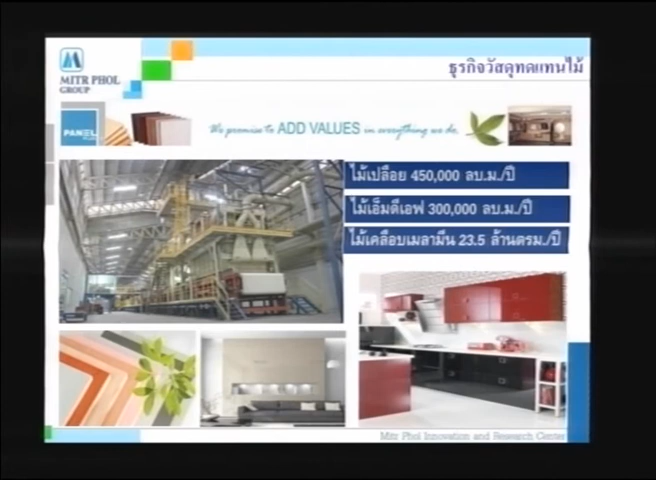 MITR PHOL
GROUP
ธุรกิจวัสดุทดแทนไม้
PANEL
We promise to ADD VALUES in everything we do.
ไม้เปลือย 450,000 ลบ.ม./ปี
ไม้เอ็มดีเอฟ 300,000 ลบ.ม./ปี
ไม้เคลือบเมลามีน 23.5 ล้านตรม./ปี
Mitr Phol Innovation and Research Center